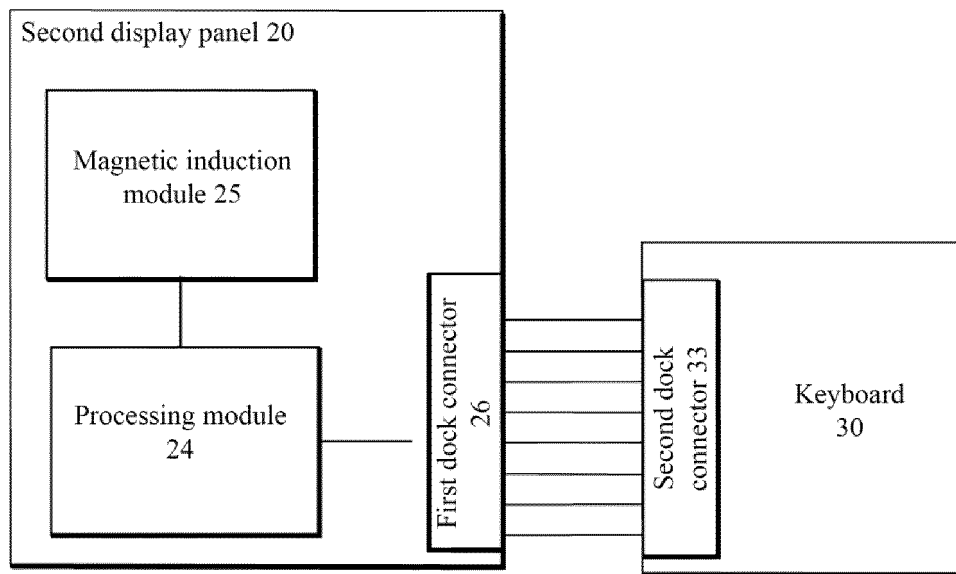 Second display panel 20
Magnetic induction
module 25
Processing module
24
First dock connector
26
Second dock
connector 33
Keyboard
30